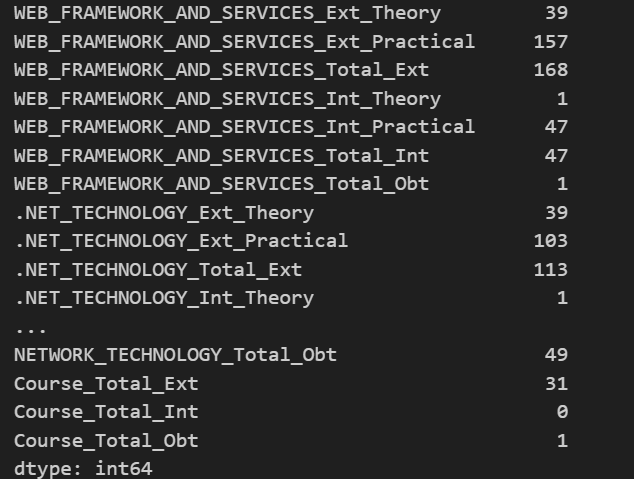 WEB_FRAMEWORK_AND_SERVICES_Ext_Theory 39
WEB_FRAMEWORK_AND_SERVICES_Ext_Practical 157
WEB_FRAMEWORK_AND_SERVICES_Total_Ext 168
WEB_FRAMEWORK_AND_SERVICES_Int_Theory 1
WEB_FRAMEWORK_AND_SERVICES_Int_Practical 47
WEB_FRAMEWORK_AND_SERVICES_Total_Int 47
WEB_FRAMEWORK_AND_SERVICES_Total_Obt 1
.NET_TECHNOLOGY_Ext_Theory 39
.NET_TECHNOLOGY_Ext_Practical 103
.NET_TECHNOLOGY_Total_Ext 113
.NET_TECHNOLOGY_Int_Theory 1
...
NETWORK_TECHNOLOGY_Total_Obt 49
Course_Total_Ext 31
Course_Total_Int 0
Course_Total_Obt 1
dtype: int64